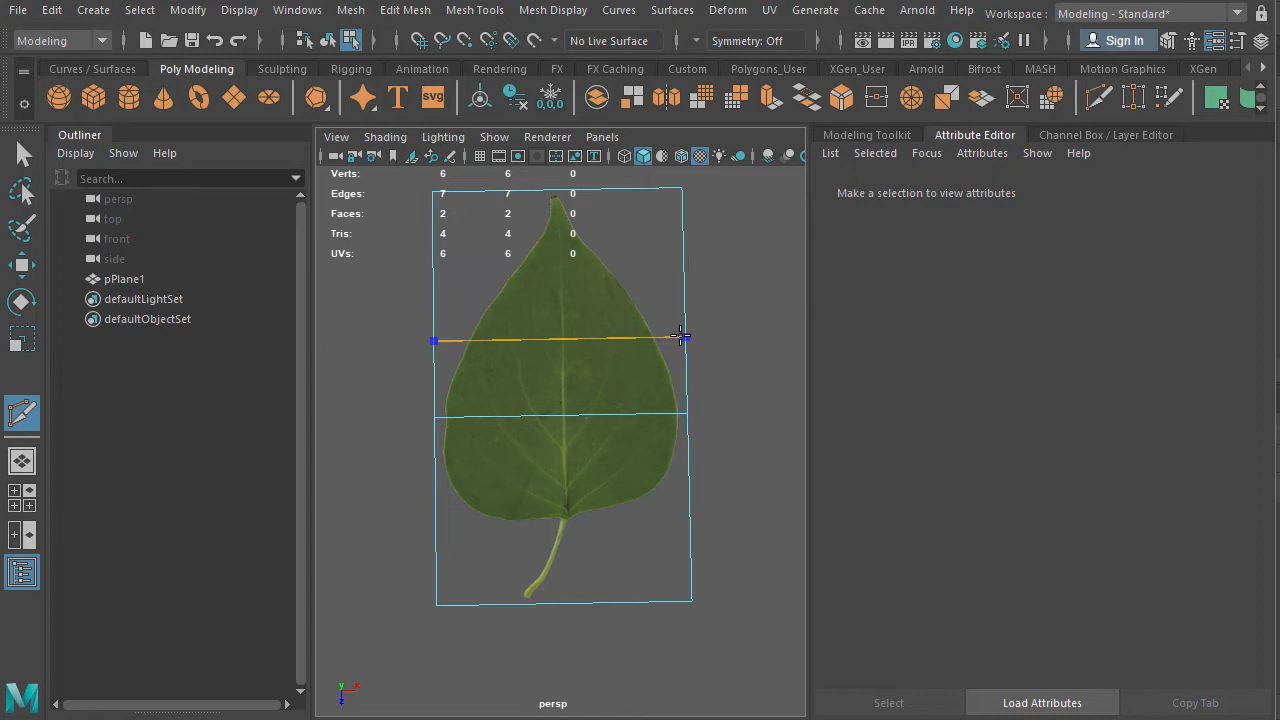 File Edit Create Select Modify Display Windows Mesh Edit Mesh Mesh Tools Mesh Display Curves Surfaces Deform UV Generate Cache Arnold Help Workspace : Modeling - Standard*
Modeling No Live Surface Symmetry: Off IPR Sign In
Curves / Surfaces Poly Modeling Sculpting Rigging Animation Rendering FX FX Caching Custom Polygons_User XGen_User Arnold Bifrost MASH Motion Graphics XGen
T svg 0,0,0
Outliner
Display Show Help
Search...
persp
top
front
side
pPlane1
defaultLightSet
defaultObjectSet
View Shading Lighting Show Renderer Panels
Verts: 6 6 0
Edges: 7 7 0
Faces: 2 2 0
Tris: 4 4 0
UVs: 6 6 0
y x z
persp
Modeling Toolkit Attribute Editor Channel Box / Layer Editor
List Selected Focus Attributes Show Help
Make a selection to view attributes
Select Load Attributes Copy Tab
M